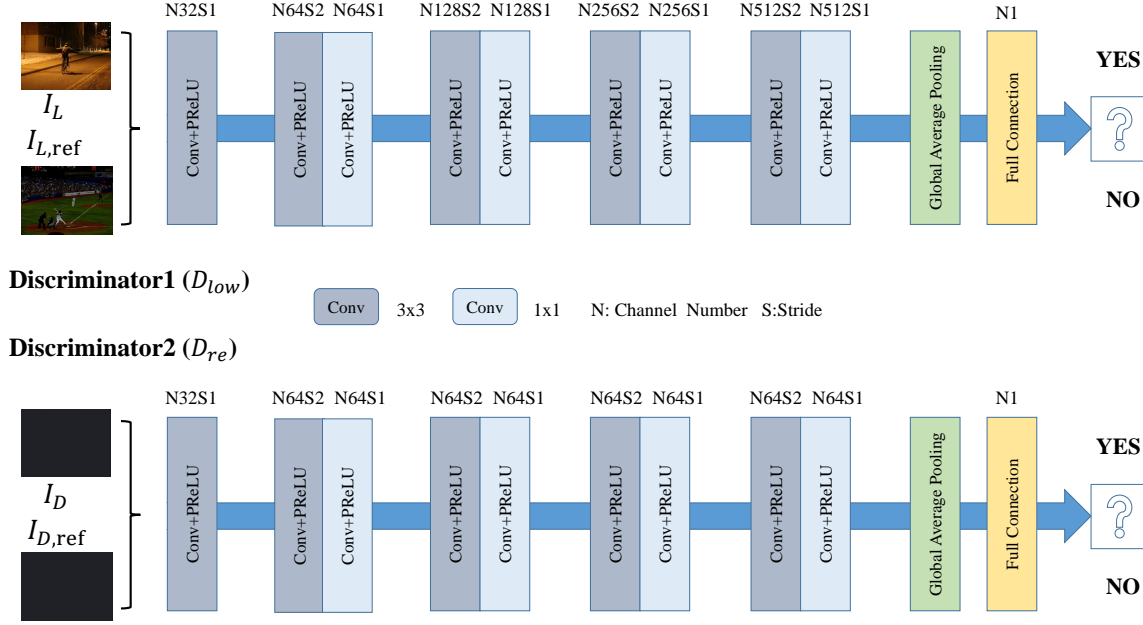 N32S1 N64S2 N64S1 N128S2 N128S1 N256S2 N256S1 N512S2 N512S1 N1
I_L
I_L,ref
Conv+PReLU Conv+PReLU Conv+PReLU Conv+PReLU Conv+PReLU Conv+PReLU Conv+PReLU Conv+PReLU Conv+PReLU Global Average Pooling Full Connection
YES
?
NO
Discriminator1 (D_low)
Conv 3x3 Conv 1x1 N: Channel Number S:Stride
Discriminator2 (D_re)
N32S1 N64S2 N64S1 N64S2 N64S1 N64S2 N64S1 N64S2 N64S1 N1
I_D
I_D,ref
Conv+PReLU Conv+PReLU Conv+PReLU Conv+PReLU Conv+PReLU Conv+PReLU Conv+PReLU Conv+PReLU Conv+PReLU Global Average Pooling Full Connection
YES
?
NO